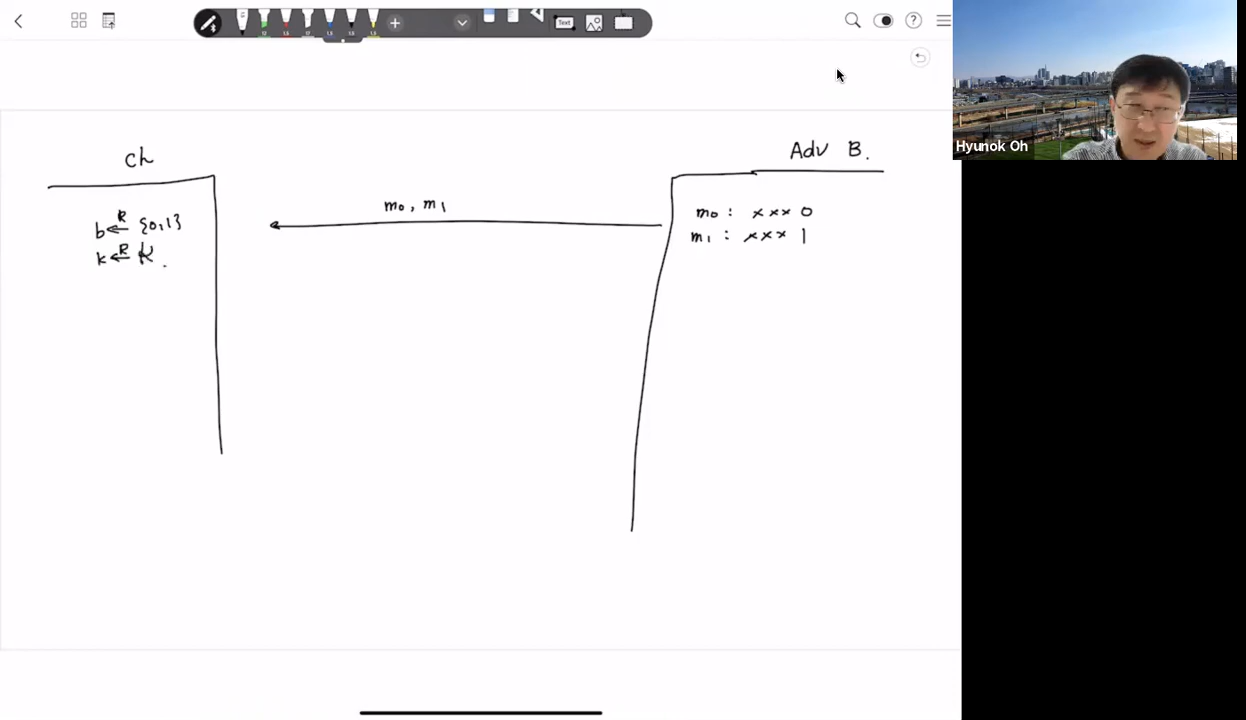 Text
Hyunok Oh
Ch
Adv B.
b ←R {0,1}
k ←R K.
m0, m1
m0 : xxx 0
m1 : xxx 1